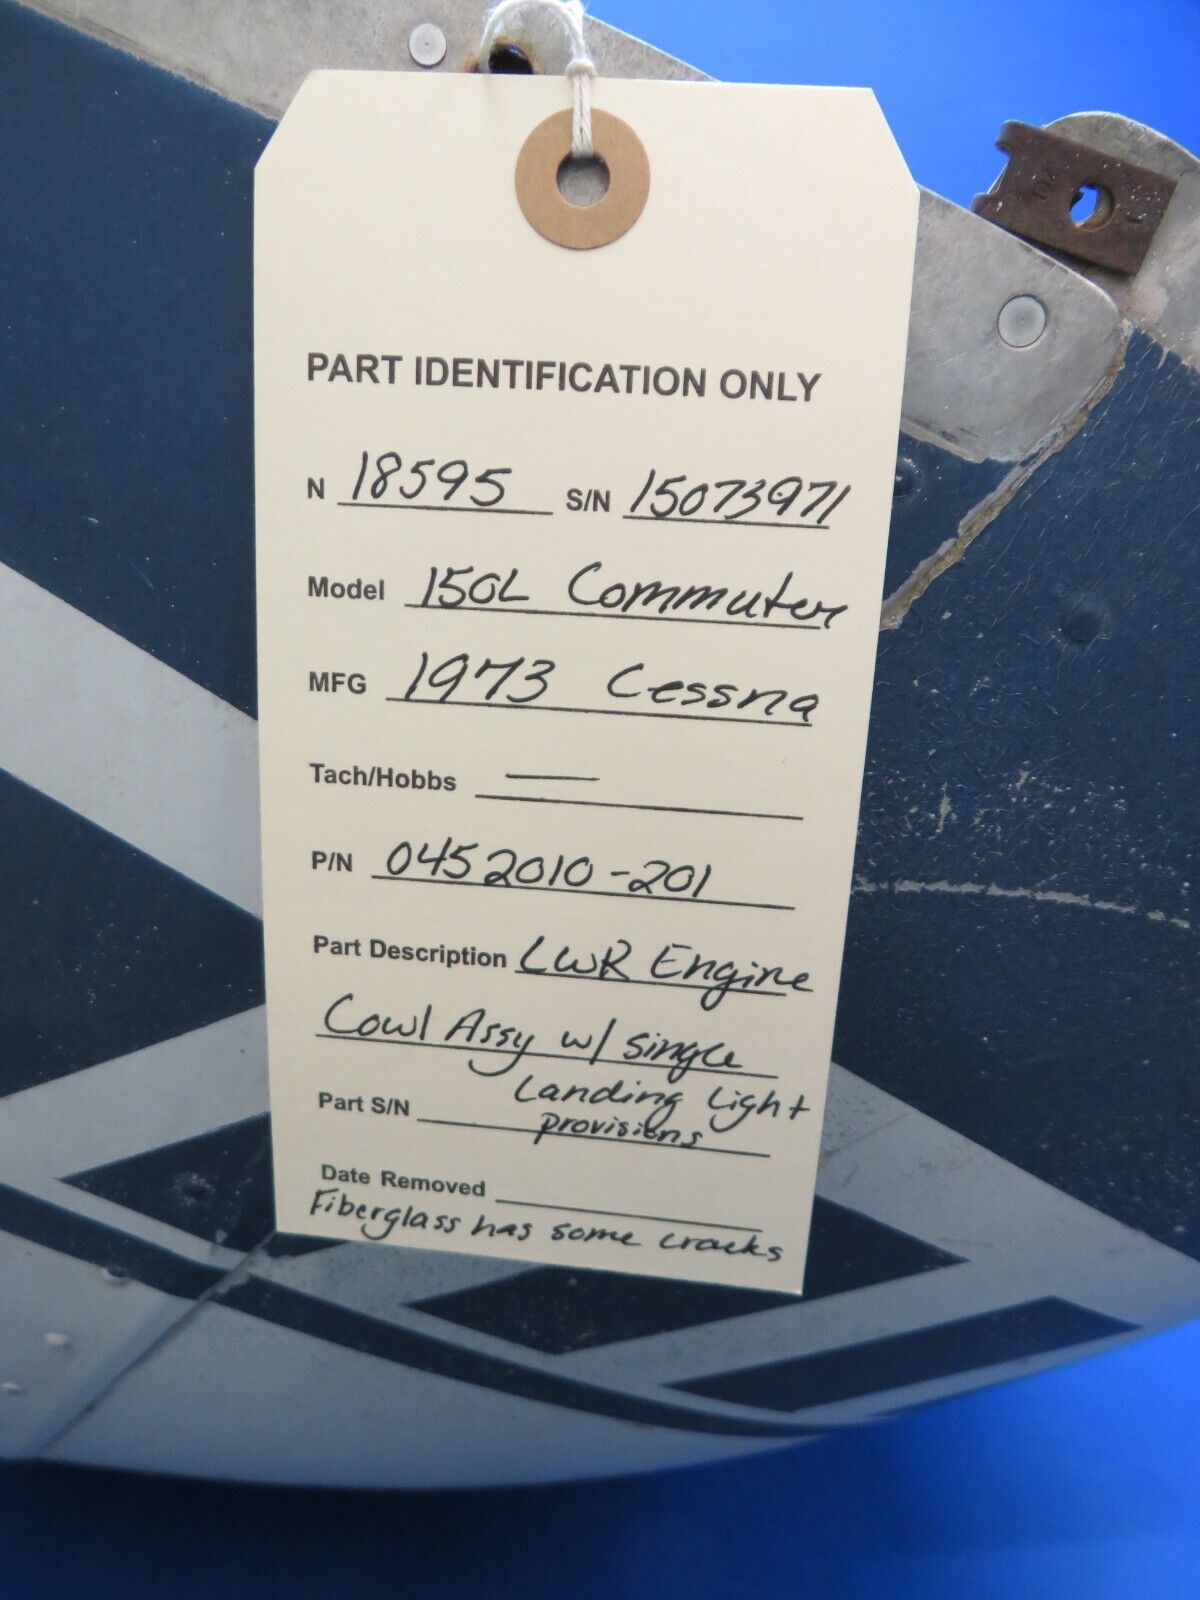 PART IDENTIFICATION ONLY
N 18595 S/N 15073971
Model 150L Commuter
MFG 1973 Cessna
Tach/Hobbs —
P/N 0452010-201
Part Description LWR Engine
Cowl Assy w/ single
Landing Light
Part S/N provisions
Date Removed
Fiberglass has some cracks